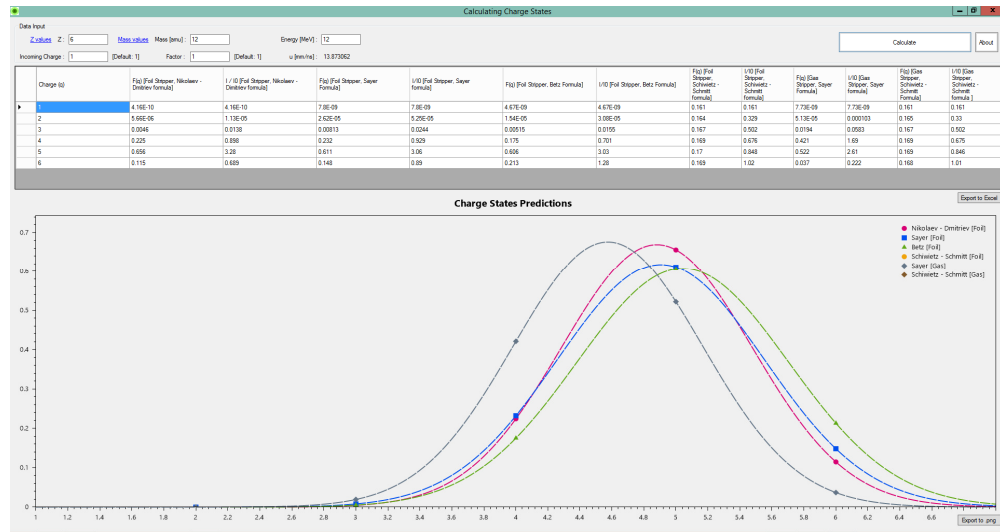 Calculating Charge States
Data Input
Z values Z : 6 Mass values Mass [amu] : 12 Energy [MeV] : 12
Calculate About
Incoming Charge : 1 [Default: 1] Factor : 1 [Default: 1] u [mm/ns] : 13.873062
Charge (q) F(q) [Foil Stripper, Nikolaev - Dmitriev formula] I / I0 [Foil Stripper, Nikolaev - Dmitriev formula] F(q) [Foil Stripper, Sayer Formula] I/I0 [Foil Stripper, Sayer Formula] F(q) [Foil Stripper, Betz Formula] I/I0 [Foil Stripper, Betz Formula] F(q) [Foil Stripper, Schiwietz - Schmitt formula] I/I0 [Foil Stripper, Schiwietz - Schmitt formula] F(q) [Gas Stripper, Sayer Formula] I/I0 [Gas Stripper, Sayer formula] F(q) [Gas Stripper, Schiwietz - Schmitt formula] I/I0 [Gas Stripper, Schiwietz - Schmitt formula ]
1 4.16E-10 4.16E-10 7.8E-09 7.8E-09 4.67E-09 4.67E-09 0.161 0.161 7.73E-09 7.73E-09 0.161 0.161
2 5.66E-06 1.13E-05 2.62E-05 5.25E-05 1.54E-05 3.08E-05 0.164 0.329 5.13E-05 0.000103 0.165 0.33
3 0.0046 0.0138 0.00813 0.0244 0.00515 0.0155 0.167 0.502 0.0194 0.0583 0.167 0.502
4 0.225 0.898 0.232 0.929 0.175 0.701 0.169 0.676 0.421 1.69 0.169 0.675
5 0.656 3.28 0.611 3.06 0.606 3.03 0.17 0.848 0.522 2.61 0.169 0.846
6 0.115 0.689 0.148 0.89 0.213 1.28 0.169 1.02 0.037 0.222 0.168 1.01
Export to Excel
Charge States Predictions
Nikolaev - Dmitriev [Foil]
Sayer [Foil]
Betz [Foil]
Schiwietz - Schmitt [Foil]
Sayer [Gas]
Schwietz - Schmitt [Gas]
0.7
0.6
0.5
0.4
0.3
0.2
0.1
0
1 1.2 1.4 1.6 1.8 2 2.2 2.4 2.6 2.8 3 3.2 3.4 3.6 3.8 4 4.2 4.4 4.6 4.8 5 5.2 5.4 5.6 5.8 6 6.2 6.4 6.6
Export to .png